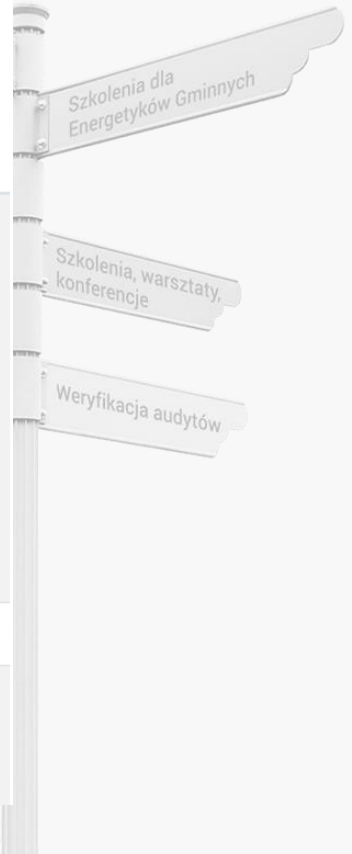 Szkolenia dla
Energetyków Gminnych
Szkolenia, warsztaty,
konferencje
Weryfikacja audytów